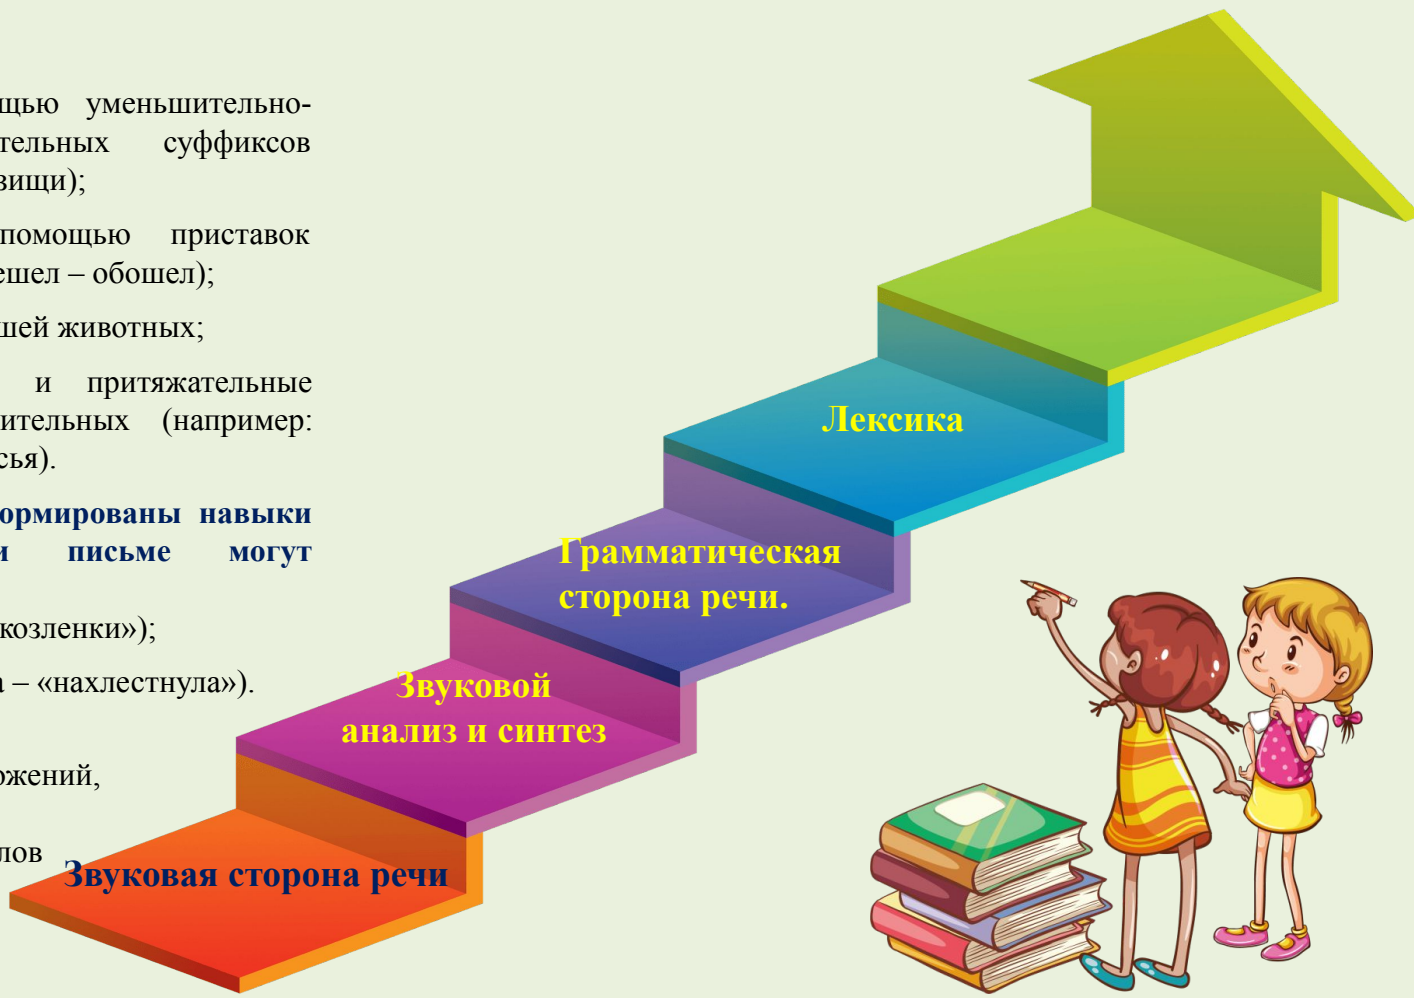 щью уменьшительно-
тельных суффиксов
вищи);
помощью приставок
ешел – обошел);
шей животных;
и притяжательные
ительных (например:
сья).
ормированы навыки
и письме могут
козленки»);
а – «нахлестнула»).
ожений,
лов
Лексика
Грамматическая
сторона речи.
Звуковой
анализ и синтез
Звуковая сторона речи